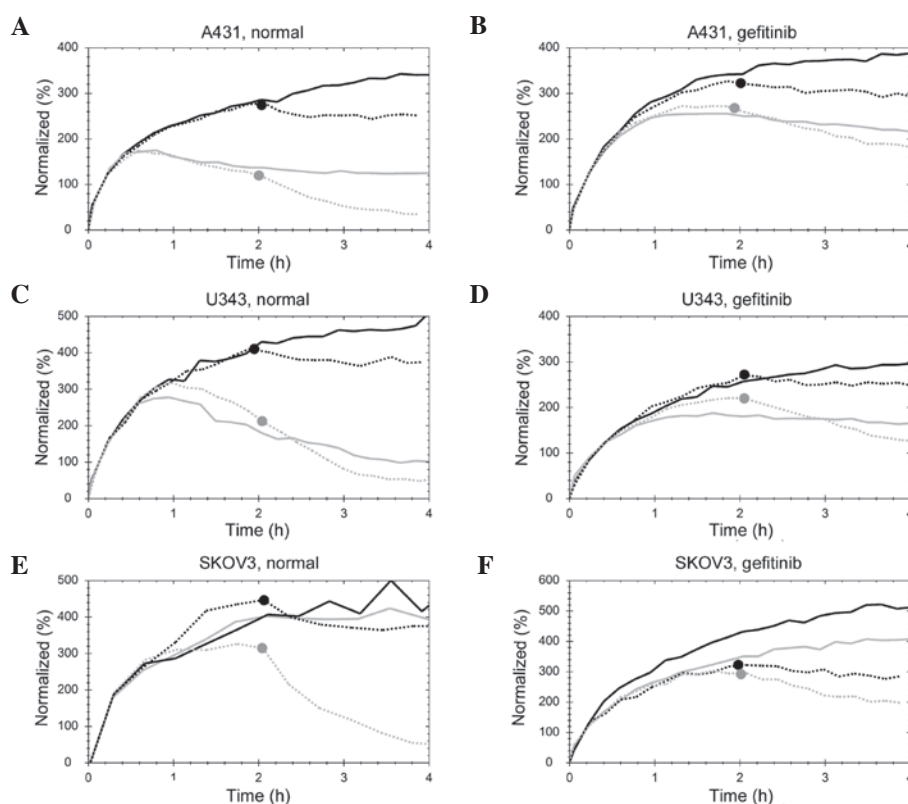 A
A431, normal
Normalized (%)
400
300
200
100
0
0 1 2 3 4
Time (h)
B
A431, gefitinib
Normalized (%)
400
300
200
100
0
0 1 2 3 4
Time (h)
C
U343, normal
Normalized (%)
500
400
300
200
100
0
0 1 2 3 4
Time (h)
D
U343, gefitinib
Normalized (%)
400
300
200
100
0
0 1 2 3 4
Time (h)
E
SKOV3, normal
Normalized (%)
500
400
300
200
100
0
0 1 2 3 4
Time (h)
F
SKOV3, gefitinib
Normalized (%)
600
500
400
300
200
100
0
0 1 2 3 4
Time (h)